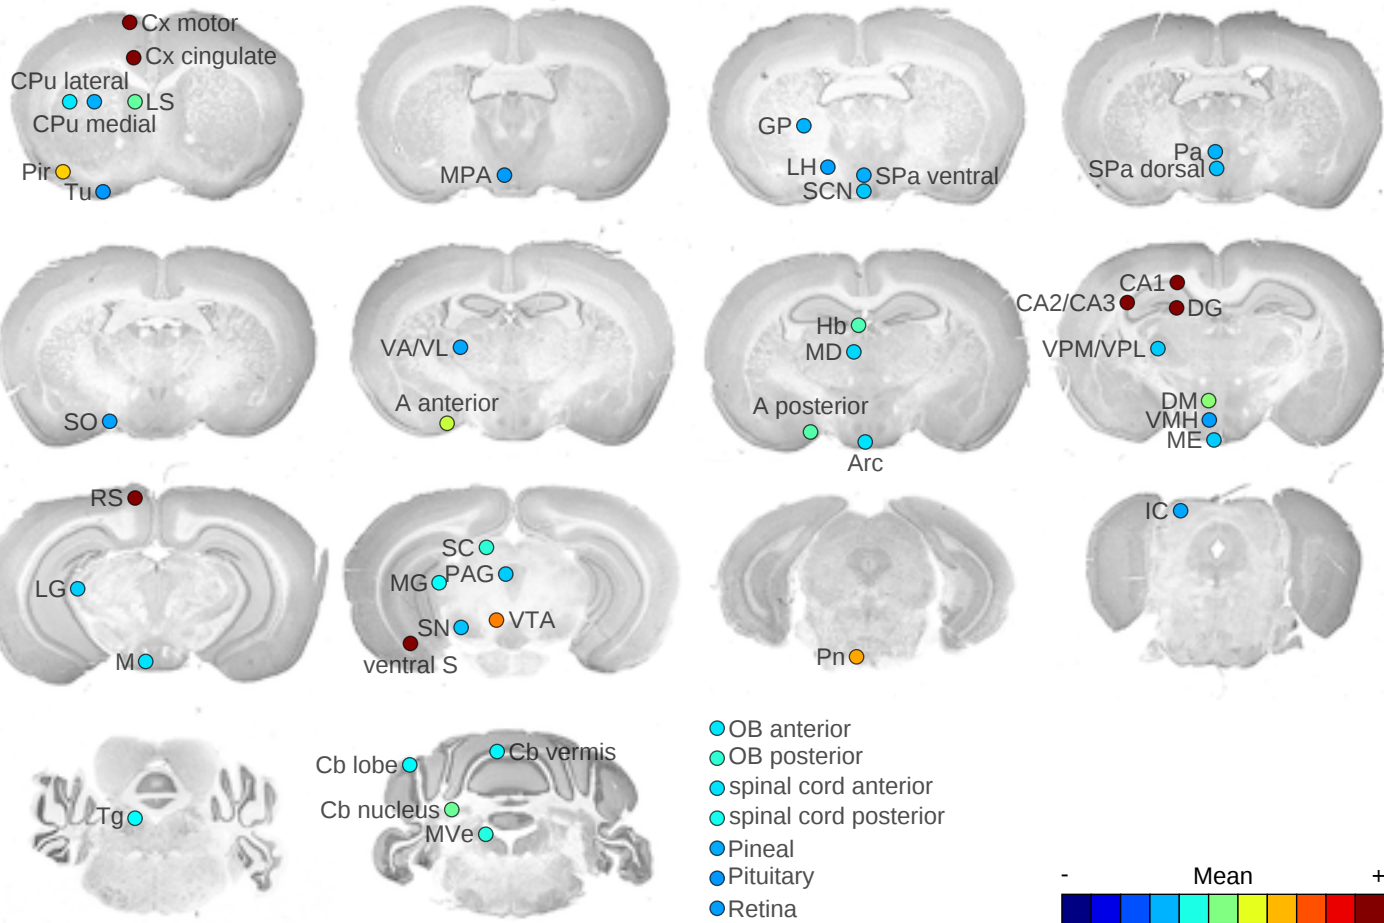 Cx motor
Cx cingulate
CPu lateral
LS
CPu medial
Pir
Tu
MPA
GP
LH
SPa ventral
SCN
Pa
SPa dorsal
SO
VA/VL
A anterior
Hb
MD
A posterior
Arc
CA1
CA2/CA3
DG
VPM/VPL
DM
VMH
ME
RS
LG
M
SC
MG
PAG
SN
VTA
ventral S
Pn
IC
Tg
Cb lobe
Cb vermis
Cb nucleus
MVe
OB anterior
OB posterior
spinal cord anterior
spinal cord posterior
Pineal
Pituitary
Retina
- Mean +